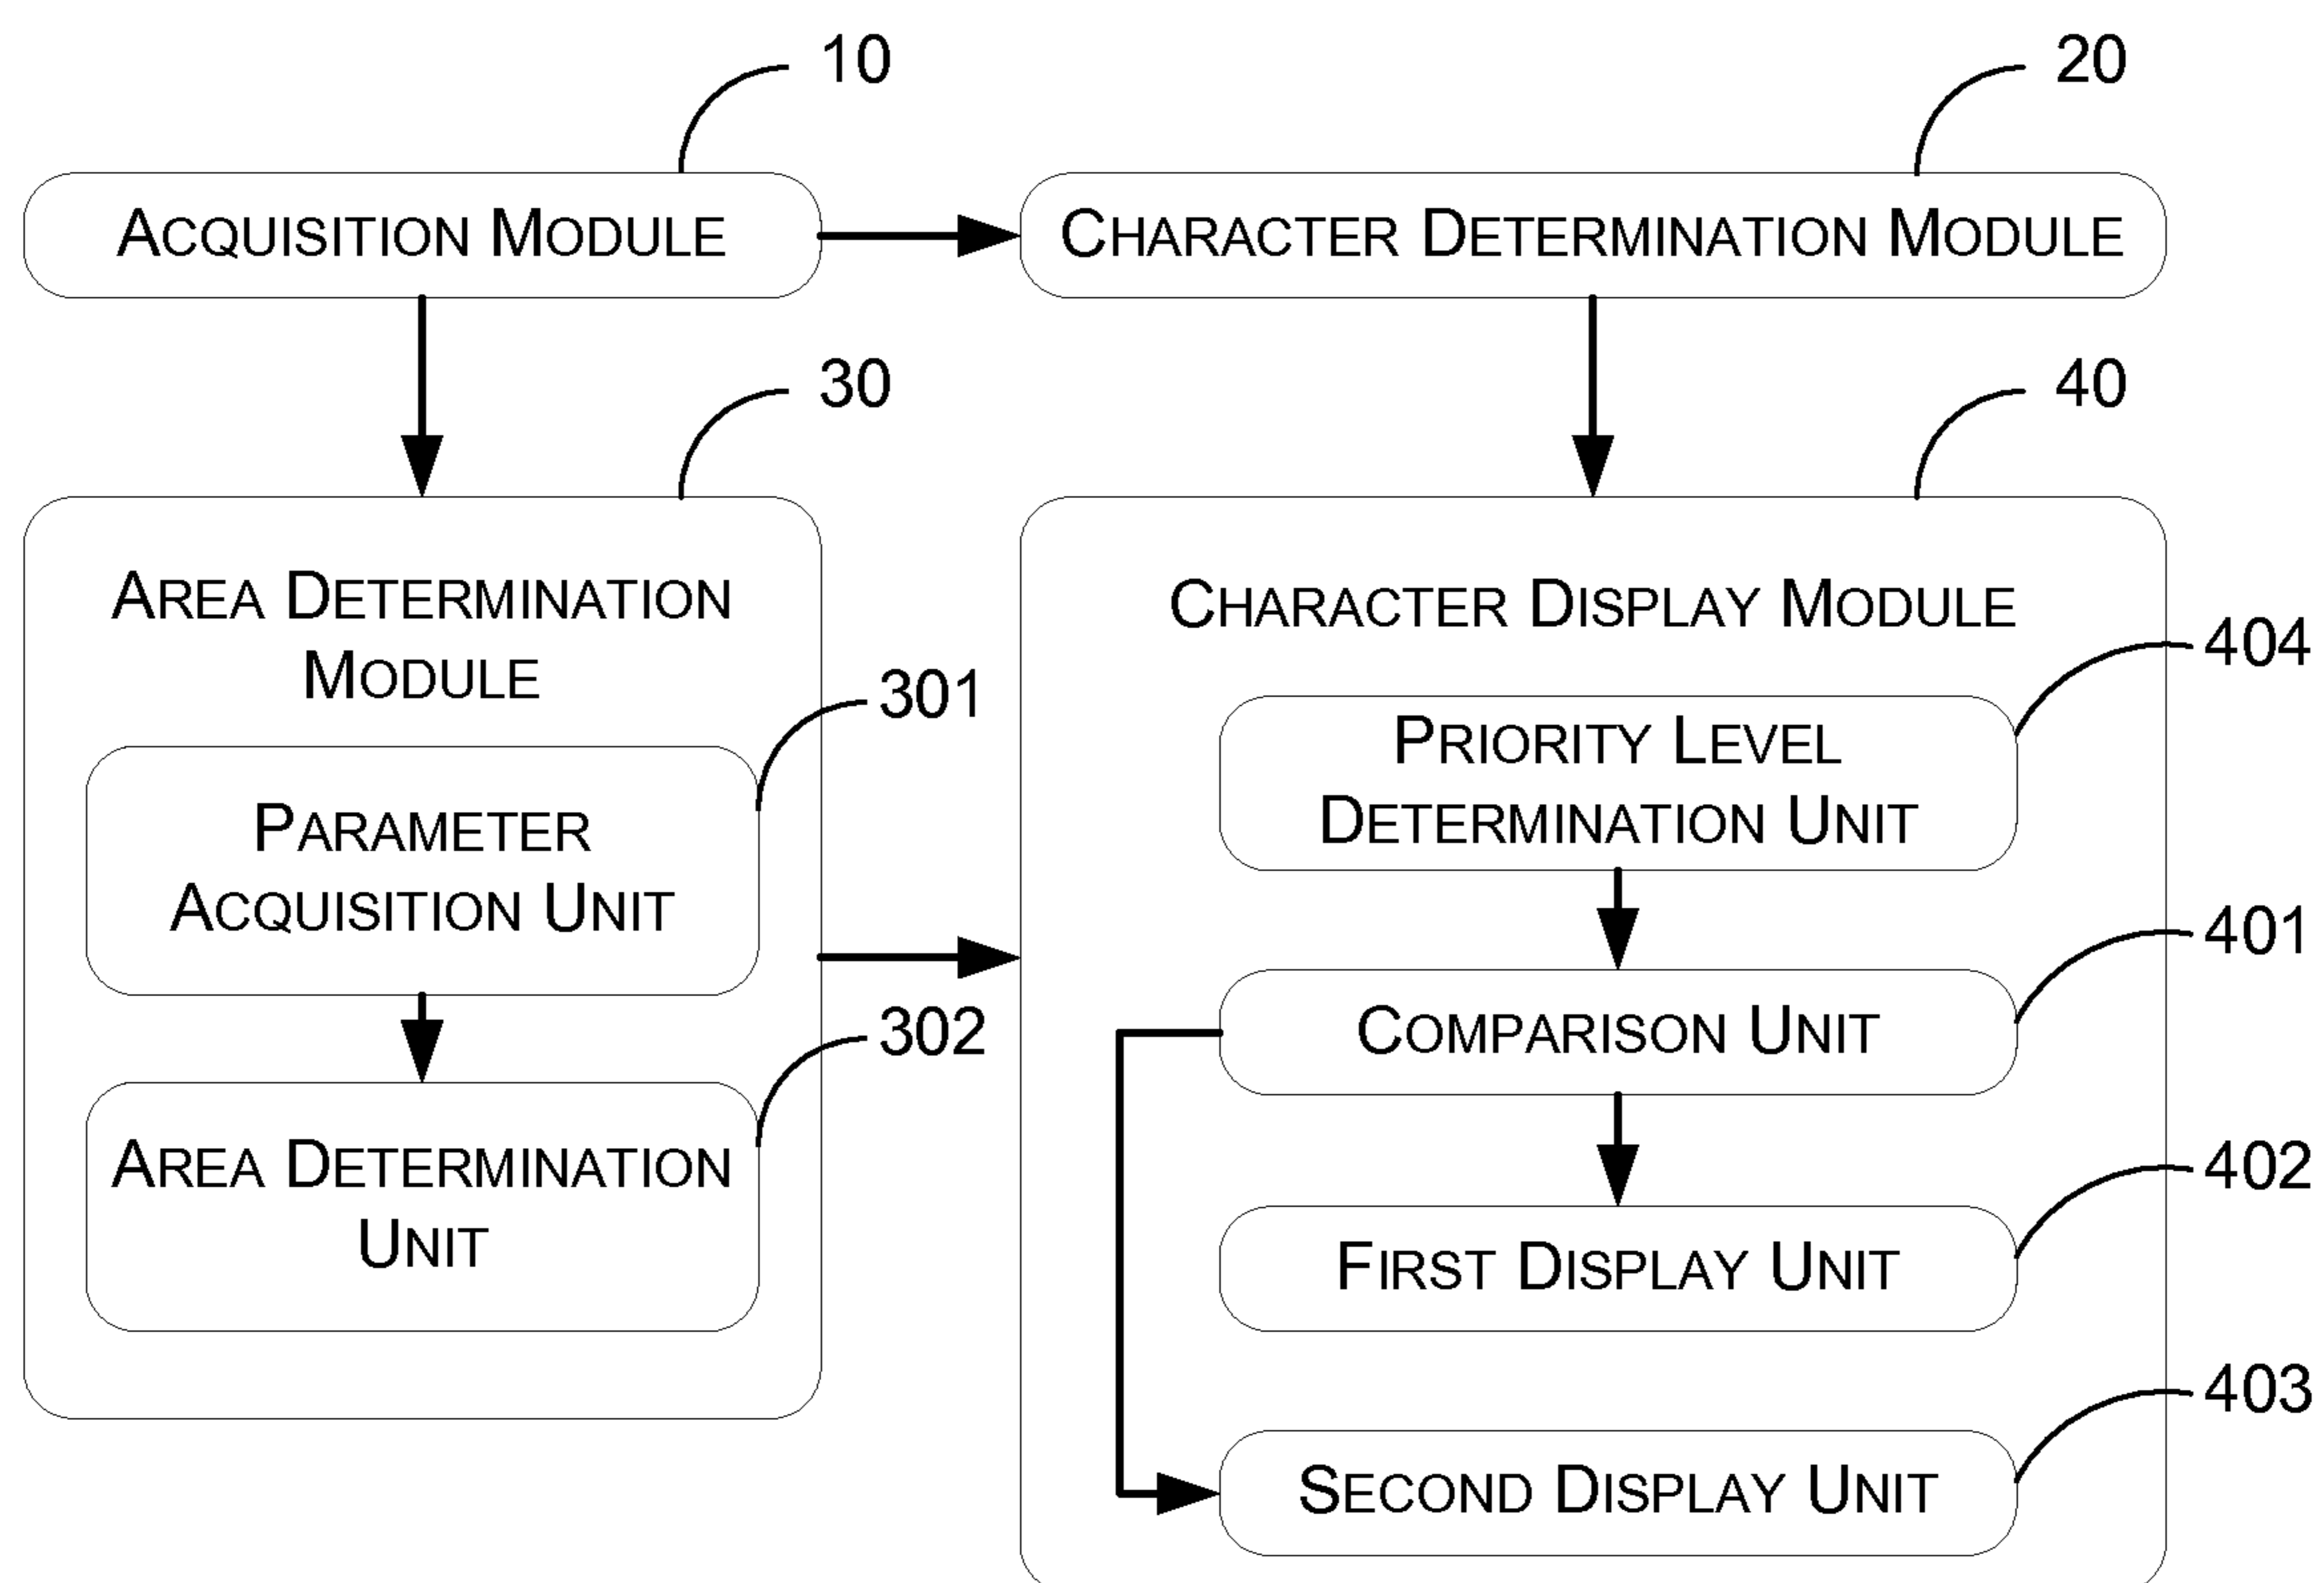 10
20
ACQUISITION MODULE
CHARACTER DETERMINATION MODULE
30
40
AREA DETERMINATION
MODULE
301
PARAMETER
ACQUISITION UNIT
302
AREA DETERMINATION
UNIT
CHARACTER DISPLAY MODULE
404
PRIORITY LEVEL
DETERMINATION UNIT
401
COMPARISON UNIT
402
FIRST DISPLAY UNIT
403
SECOND DISPLAY UNIT